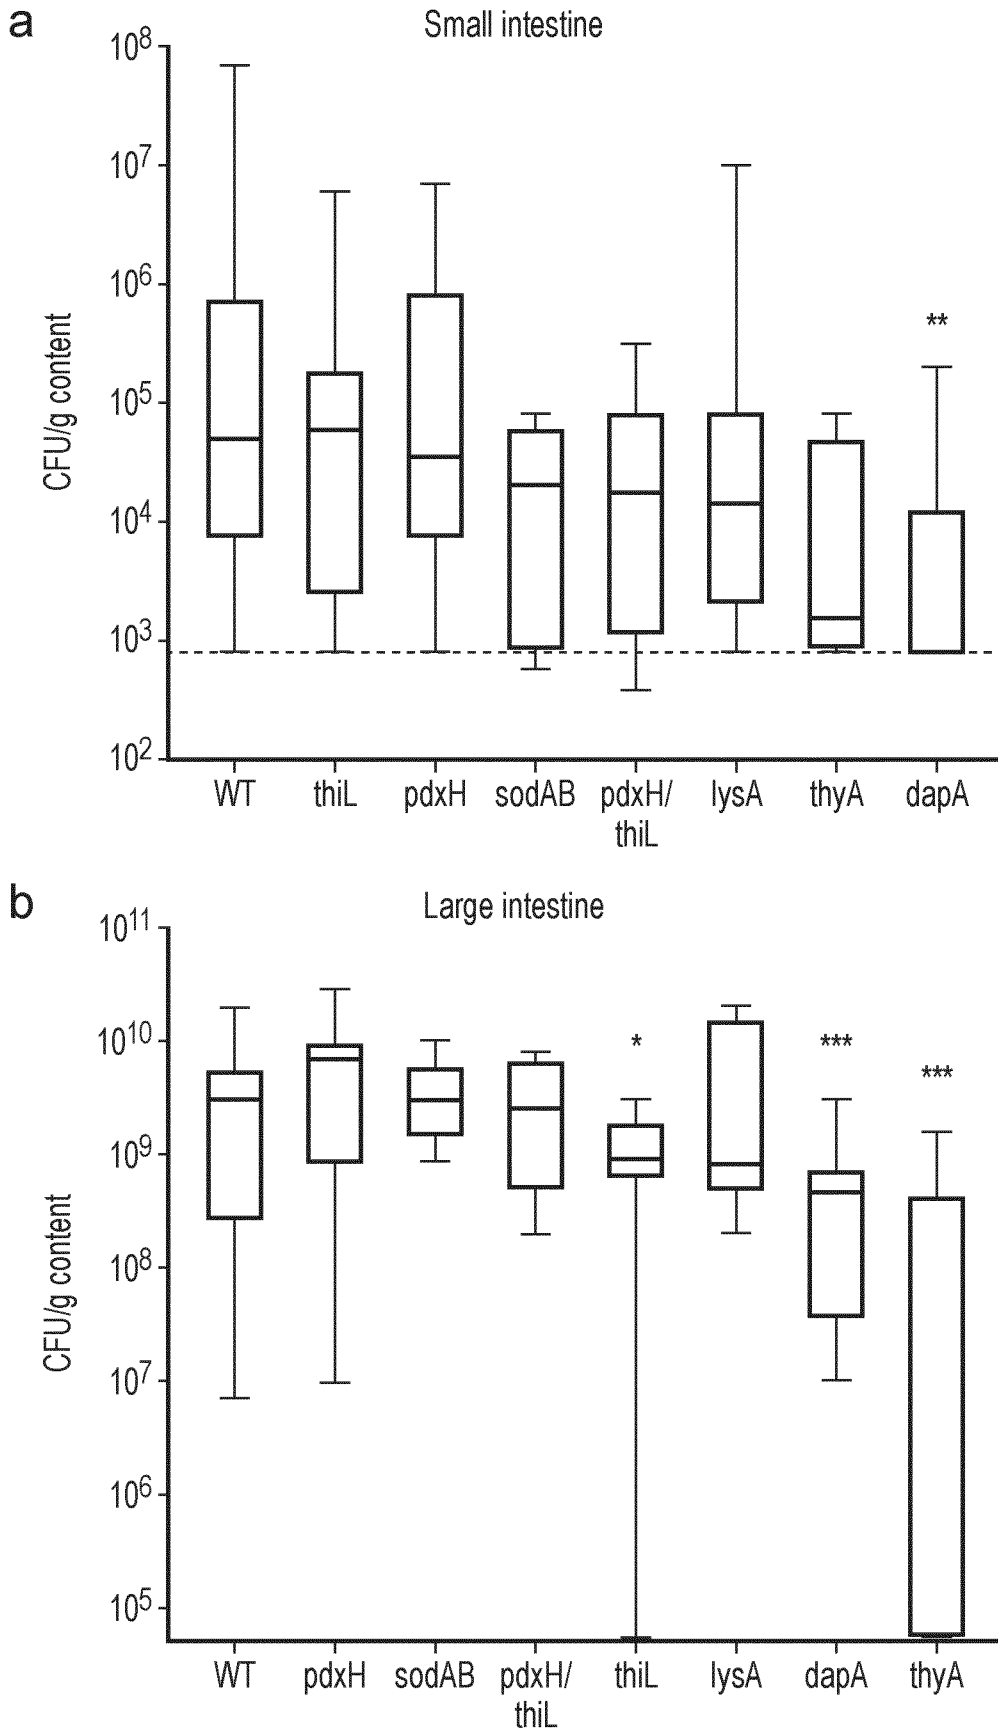 a
Small intestine
CFU/g content
10⁸
10⁷
10⁶
10⁵
10⁴
10³
10²
**
WT thiL pdxH sodAB pdxH/ lysA thyA dapA
thiL
b
Large intestine
CFU/g content
10¹¹
10¹⁰
10⁹
10⁸
10⁷
10⁶
10⁵
* *** ***
WT pdxH sodAB pdxH/ thiL lysA dapA thyA
thiL